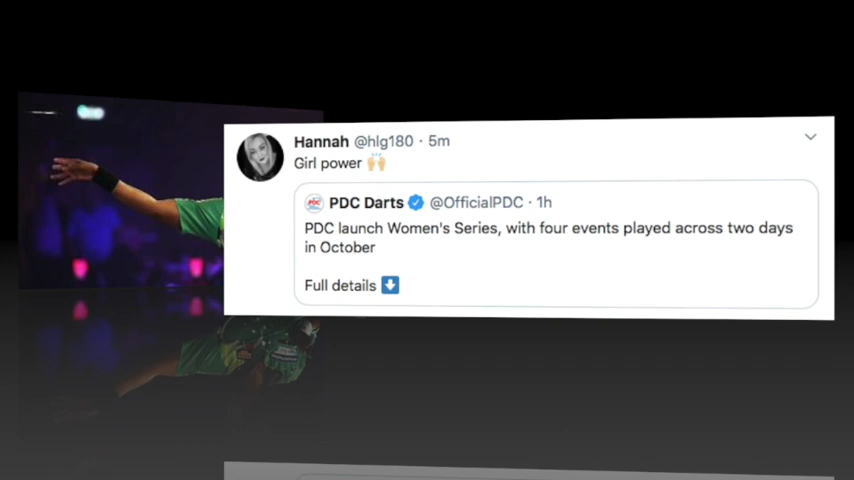 Hannah @hlg180 · 5m
Girl power 🙌🏼
PDC
PDC Darts @OfficialPDC · 1h
PDC launch Women's Series, with four events played across two days
in October
Full details ⬇️